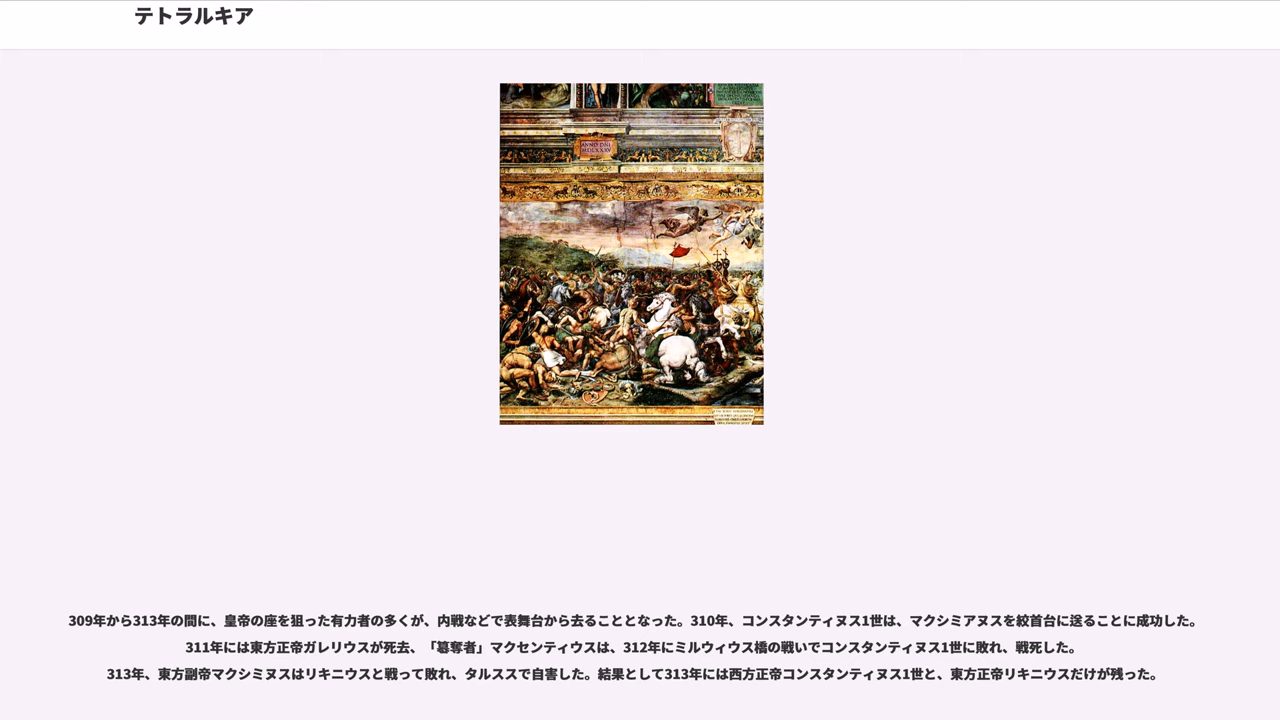 テトラルキア
ANNO DNI
MDLXXXV
309年から313年の間に、皇帝の座を狙った有力者の多くが、内戦などで表舞台から去ることとなった。310年、コンスタンティヌス1世は、マクシミアヌスを絞首台に送ることに成功した。
311年には東方正帝ガレリウスが死去、「簒奪者」マクセンティウスは、312年にミルウィウス橋の戦いでコンスタンティヌス1世に敗れ、戦死した。
313年、東方副帝マクシミヌスはリキニウスと戦って敗れ、タルススで自害した。結果として313年には西方正帝コンスタンティヌス1世と、東方正帝リキニウスだけが残った。